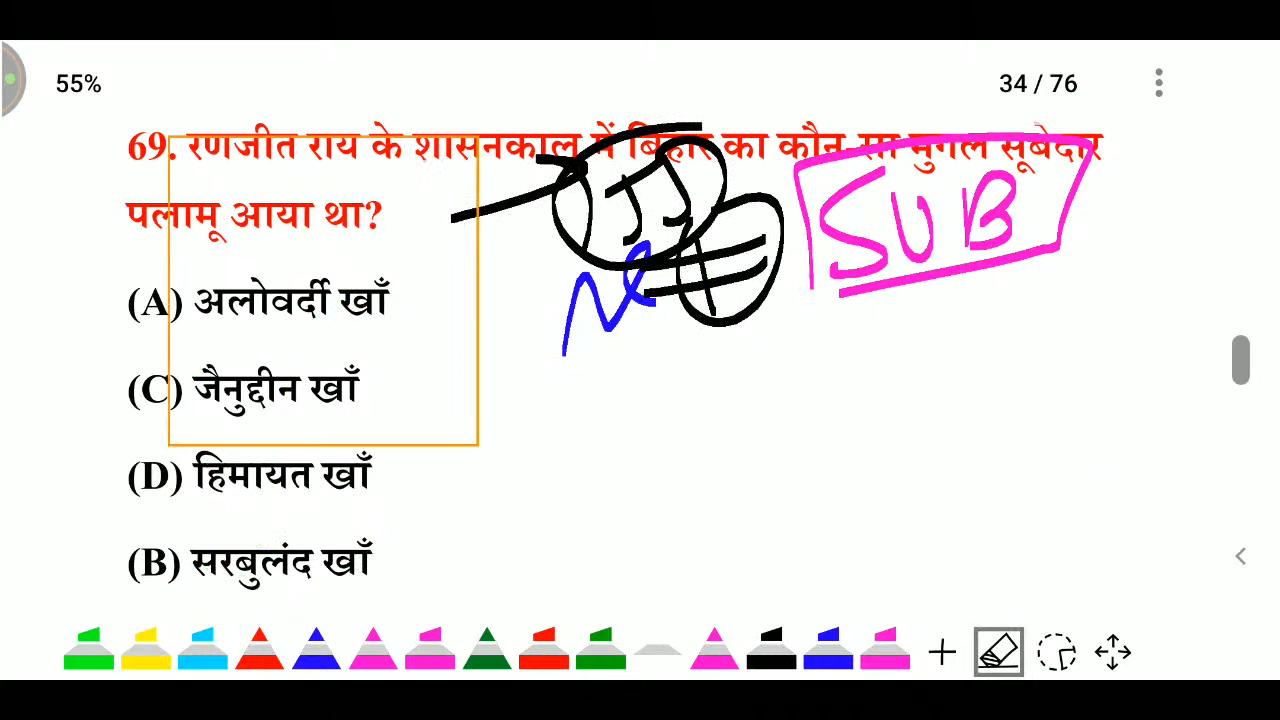 55%
34 / 76
69. रणजीत राय के शासनकाल में बिहार का कौन-सा मुगल सूबेदार
पलामू आया था?
SUB
(A) अलोवर्दी खाँ
(C) जैनुद्दीन खाँ
(D) हिमायत खाँ
(B) सरबुलंद खाँ